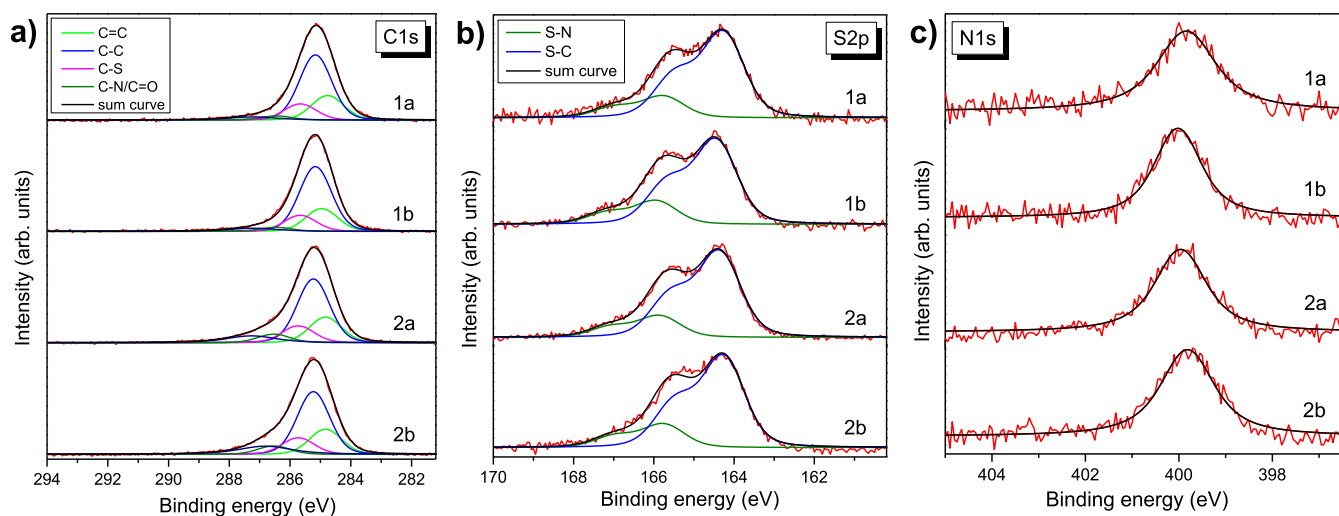 a)
C1s
C=C
C-C
C-S
C-N/C=O
sum curve
1a
1b
2a
2b
Intensity (arb. units)
294 292 290 288 286 284 282
Binding energy (eV)
b)
S2p
S-N
S-C
sum curve
1a
1b
2a
2b
Intensity (arb. units)
170 168 166 164 162
Binding energy (eV)
c)
N1s
1a
1b
2a
2b
Intensity (arb. units)
404 402 400 398
Binding energy (eV)